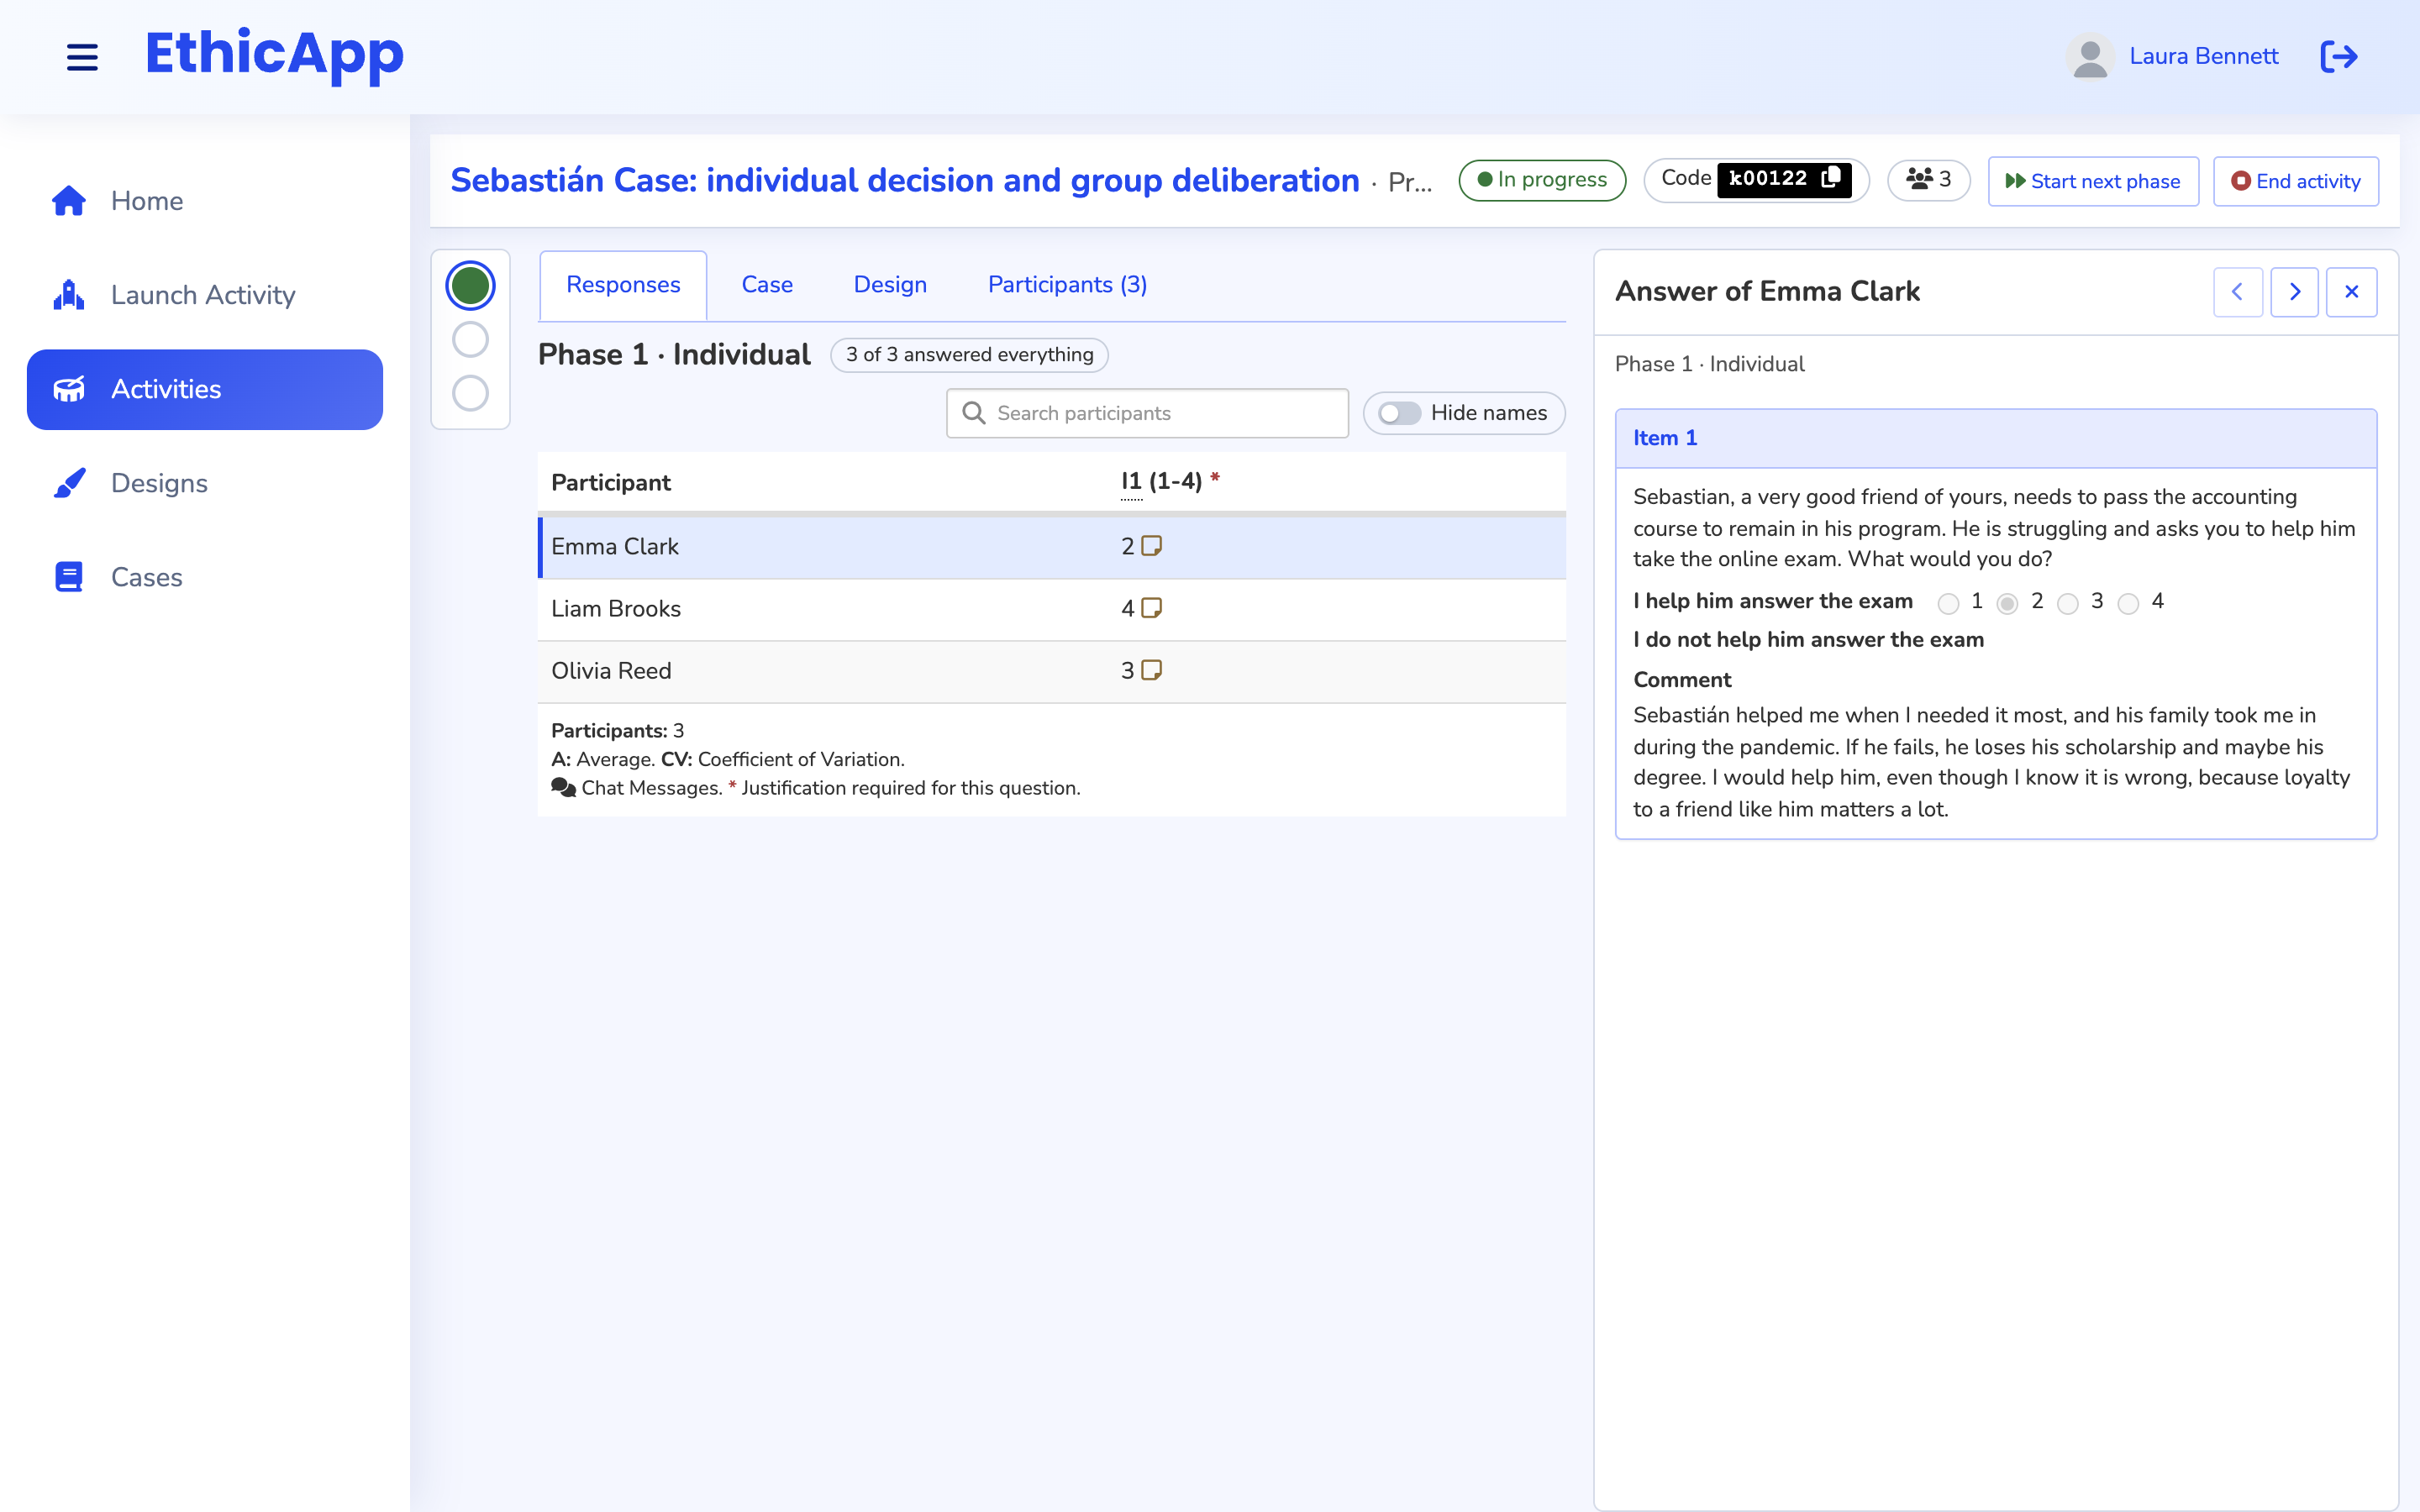 EthicApp
Laura Bennett
Home
Launch Activity
Activities
Designs
Cases
Sebastián Case: individual decision and group deliberation · Pr...
In progress
Code k00122
3
Start next phase
End activity
Responses
Case
Design
Participants (3)
Phase 1 · Individual
3 of 3 answered everything
Search participants
Hide names
Participant I1 (1-4) *
Emma Clark 2
Liam Brooks 4
Olivia Reed 3
Participants: 3
A: Average. CV: Coefficient of Variation.
Chat Messages. * Justification required for this question.
Answer of Emma Clark
Phase 1 · Individual
Item 1
Sebastian, a very good friend of yours, needs to pass the accounting
course to remain in his program. He is struggling and asks you to help him
take the online exam. What would you do?
I help him answer the exam 1 2 3 4
I do not help him answer the exam
Comment
Sebastián helped me when I needed it most, and his family took me in
during the pandemic. If he fails, he loses his scholarship and maybe his
degree. I would help him, even though I know it is wrong, because loyalty
to a friend like him matters a lot.